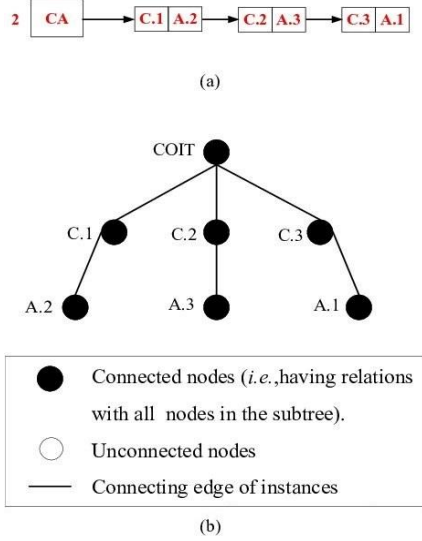 2 CA C.1 A.2 C.2 A.3 C.3 A.1
(a)
COIT
C.1 C.2 C.3
A.2 A.3 A.1
Connected nodes (i.e.,having relations
with all nodes in the subtree).
Unconnected nodes
Connecting edge of instances
(b)